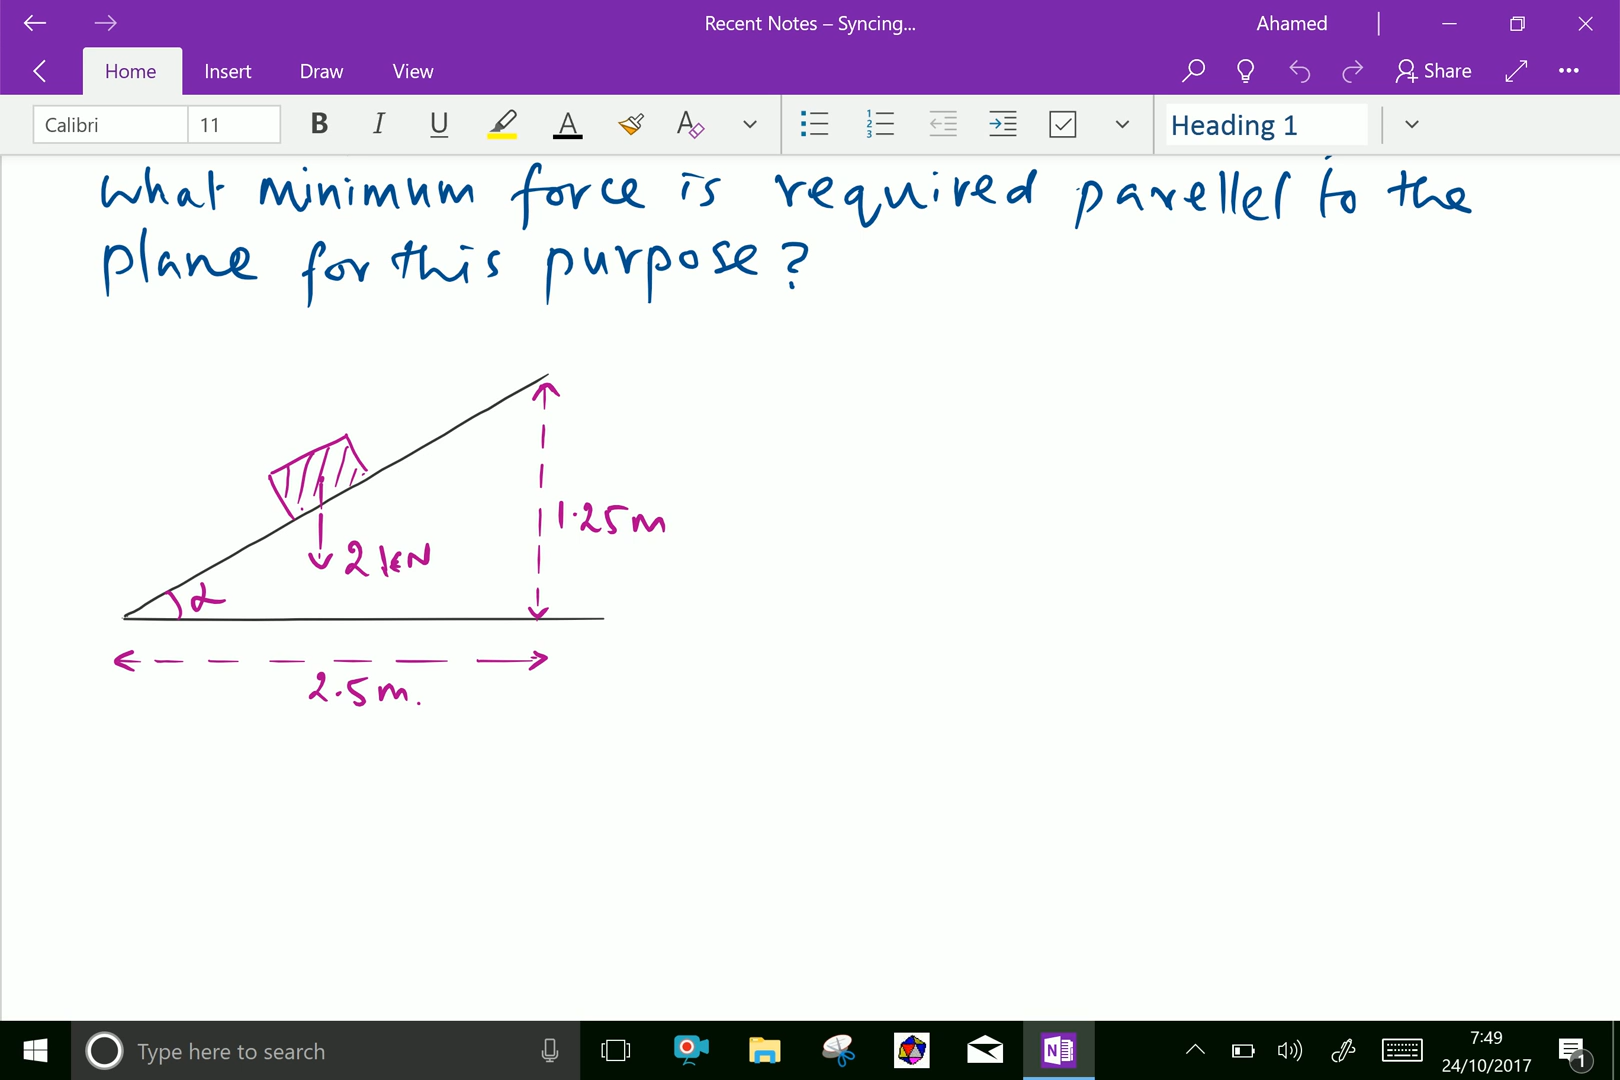 Recent Notes – Syncing...
Ahamed
Home Insert Draw View
Share
Calibri 11 B I U A A Heading 1
what minimum force is required parellel to the
plane for this purpose?
1.25m
2 kN
α
2.5m.
Type here to search
7:49
24/10/2017
1